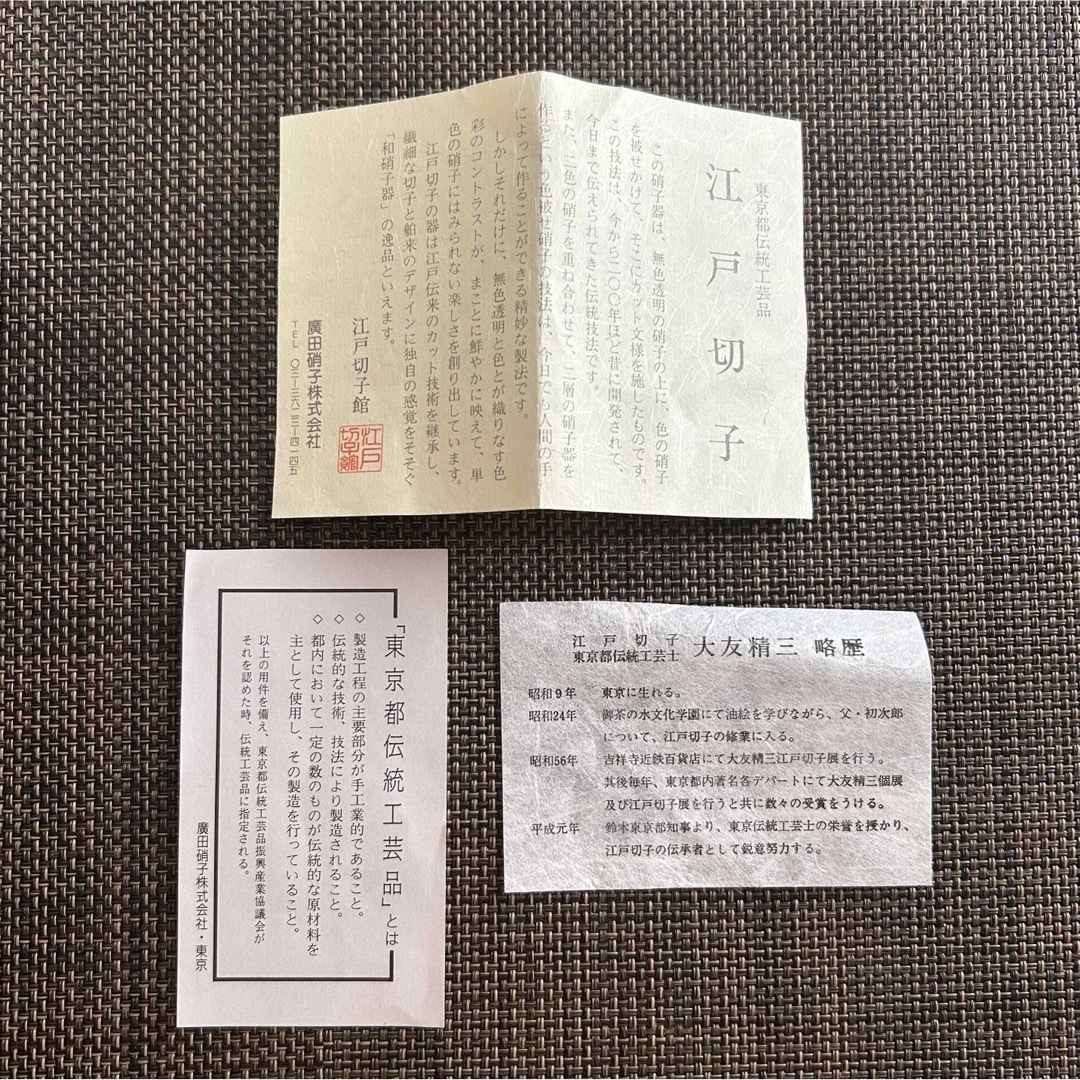 東京都伝統工芸品
江戸切子
この硝子器は、無色透明の硝子の上に、色の硝子
を被せかけて、そこにカット文様を施したものです。
この技法は、今から二〇〇年ほど昔に開発されて、
今日まで伝えられてきた伝統技法です。
また、二色の硝子を重ね合わせて、二層の硝子器を
作るという色被せ硝子の技法は、今日でも人間の手
によって作ることができる精妙な製法です。
しかしそれだけに、無色透明と色とが織りなす色
彩のコントラストが、まことに鮮やかに映えて、単
色の硝子にはみられない楽しさを創り出しています。
江戸切子の器は江戸伝来のカット技術を継承し、
繊細な切子と舶来のデザインに独自の感覚をそそぐ
「和硝子器」の逸品といえます。
江戸切子館
江戸切子館
廣田硝子株式会社
TEL 〇三-三六二三-四一四五
「東京都伝統工芸品」とは
◇製造工程の主要部分が手工業的であること。
◇伝統的な技術、技法により製造されること。
◇都内において一定の数のものが伝統的な原材料を
主として使用し、その製造を行っていること。
以上の用件を備え、東京都伝統工芸品振興産業協議会が
それを認めた時、伝統工芸品に指定される。
廣田硝子株式会社・東京
江戸切子
東京都伝統工芸士 大友精三 略歴
昭和9年 東京に生れる。
昭和24年 御茶の水文化学園にて油絵を学びながら、父・初次郎
について、江戸切子の修業に入る。
昭和56年 吉祥寺近鉄百貨店にて大友精三江戸切子展を行う。
其後毎年、東京都内著名各デパートにて大友精三個展
及び江戸切子展を行うと共に数々の受賞をうける。
平成元年 鈴木東京都知事より、東京伝統工芸士の栄誉を授かり、
江戸切子の伝承者として鋭意努力する。